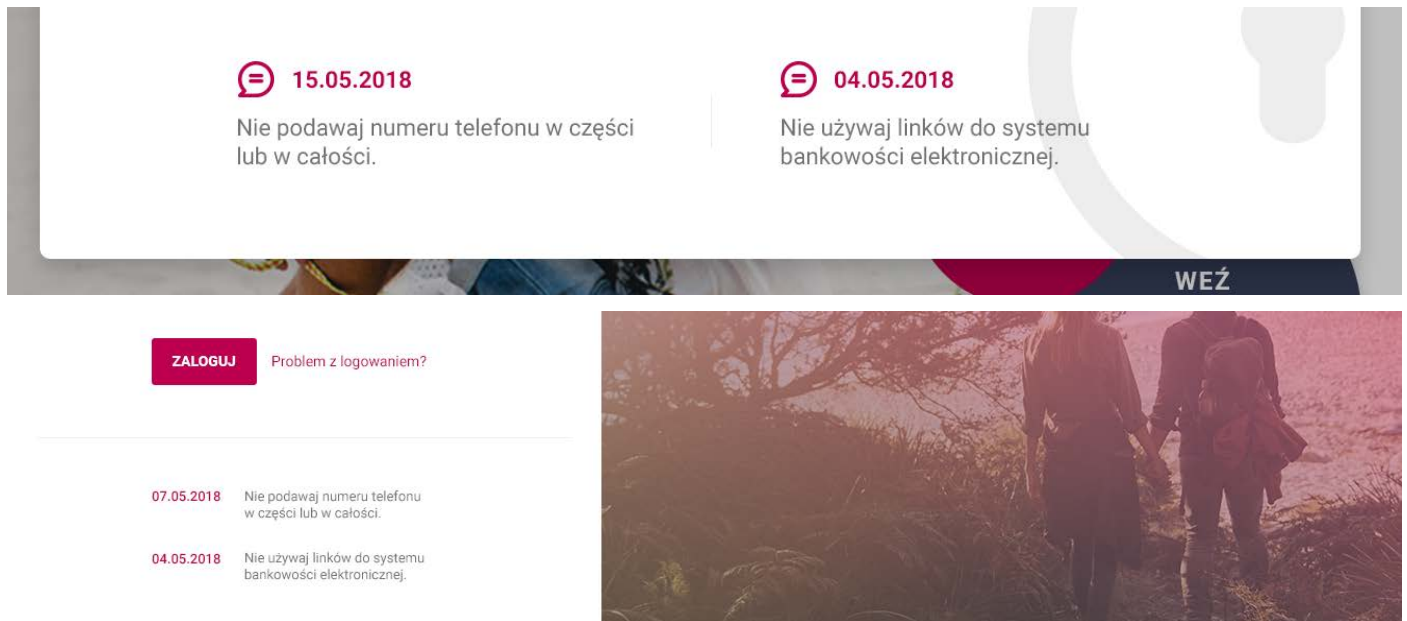 15.05.2018
Nie podawaj numeru telefonu w części
lub w całości.
04.05.2018
Nie używaj linków do systemu
bankowości elektronicznej.
WEŹ
ZALOGUJ
Problem z logowaniem?
07.05.2018
Nie podawaj numeru telefonu
w części lub w całości.
04.05.2018
Nie używaj linków do systemu
bankowości elektronicznej.